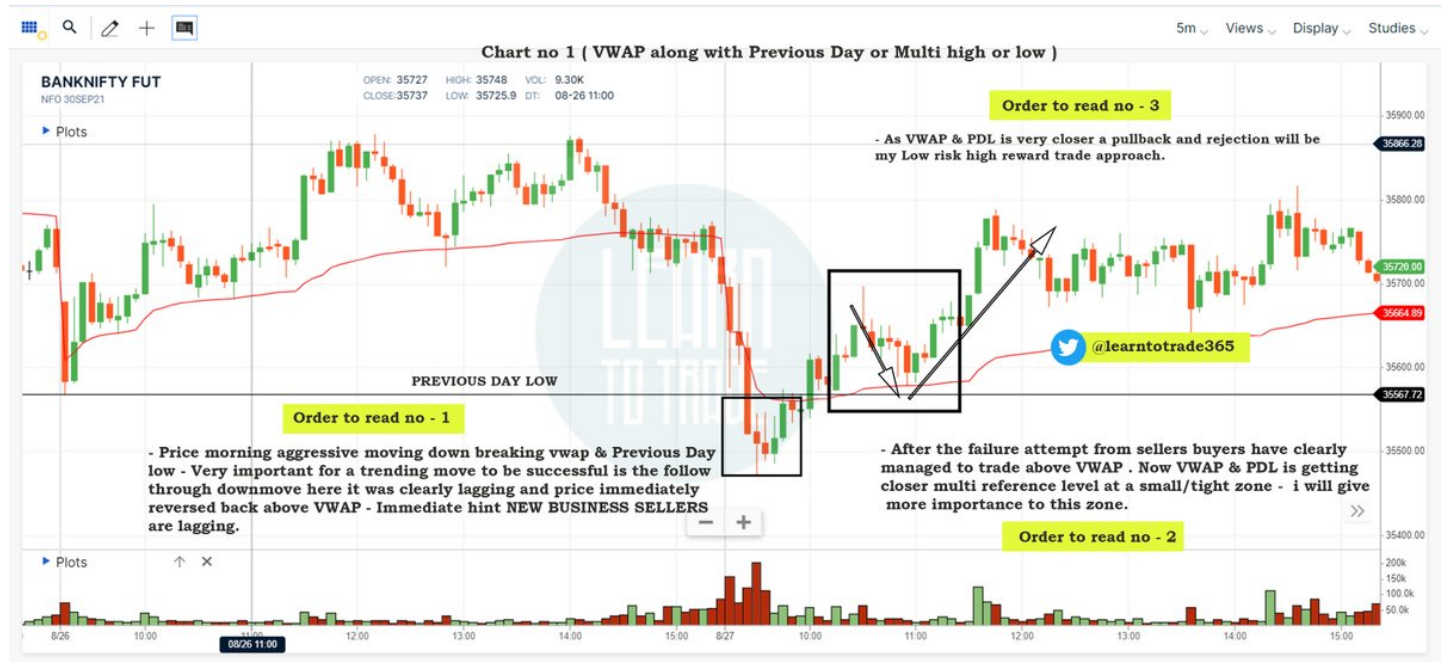 5m Views Display Studies
Chart no 1 ( VWAP along with Previous Day or Multi high or low )
BANKNIFTY FUT
NFO 30SEP21
OPEN: 35727 HIGH: 35748 VOL: 9.30K
CLOSE:35737 LOW: 35725.9 DT: 08-26 11:00
Plots
Order to read no - 3
- As VWAP & PDL is very closer a pullback and rejection will be
my Low risk high reward trade approach.
35900.00
35866.28
35800.00
35720.00
35700.00
35664.89
35600.00
35567.72
35500.00
35400.00
LEARN
TO TRADE
@learntotrade365
PREVIOUS DAY LOW
Order to read no - 1
- Price morning aggressive moving down breaking vwap & Previous Day
low - Very important for a trending move to be successful is the follow
through downmove here it was clearly lagging and price immediately
reversed back above VWAP - Immediate hint NEW BUSINESS SELLERS
are lagging.
- After the failure attempt from sellers buyers have clearly
managed to trade above VWAP . Now VWAP & PDL is getting
closer multi reference level at a small/tight zone - i will give
more importance to this zone.
Order to read no - 2
Plots
200k
100.0k
50.0k
8/26 10:00 11:00 12:00 13:00 14:00 15:00 8/27 10:00 11:00 12:00 13:00 14:00 15:00
08/26 11:00